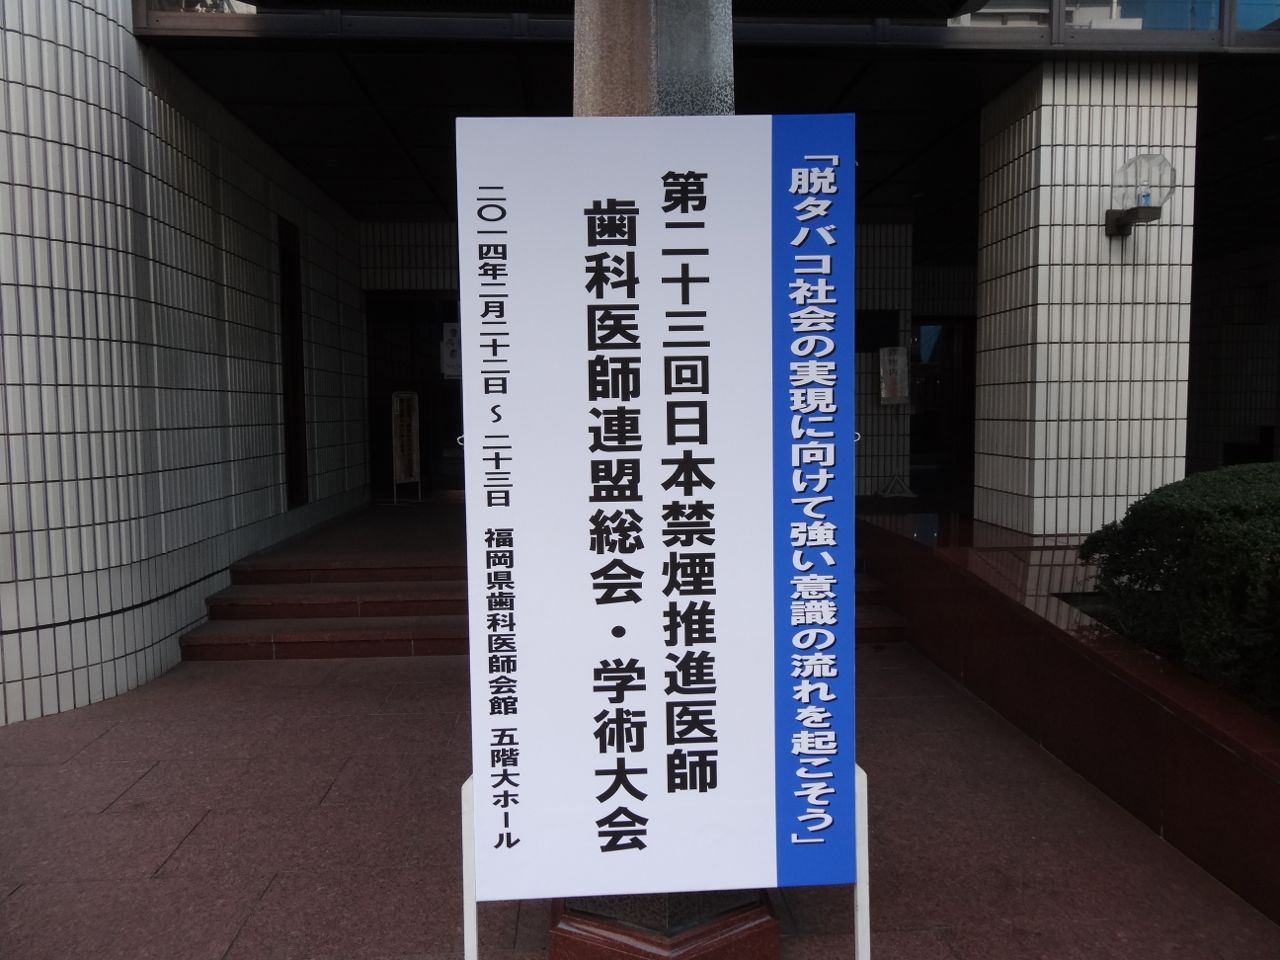 「脱タバコ社会の実現に向けて強い意識の流れを起こそう」
第二十三回日本禁煙推進医師
歯科医師連盟総会・学術大会
二〇一四年二月二十二日～二十三日 福岡県歯科医師会館 五階大ホール